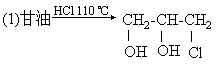 (1)甘油 HCl 110 ℃ CH₂-CH-CH₂
OH OH Cl